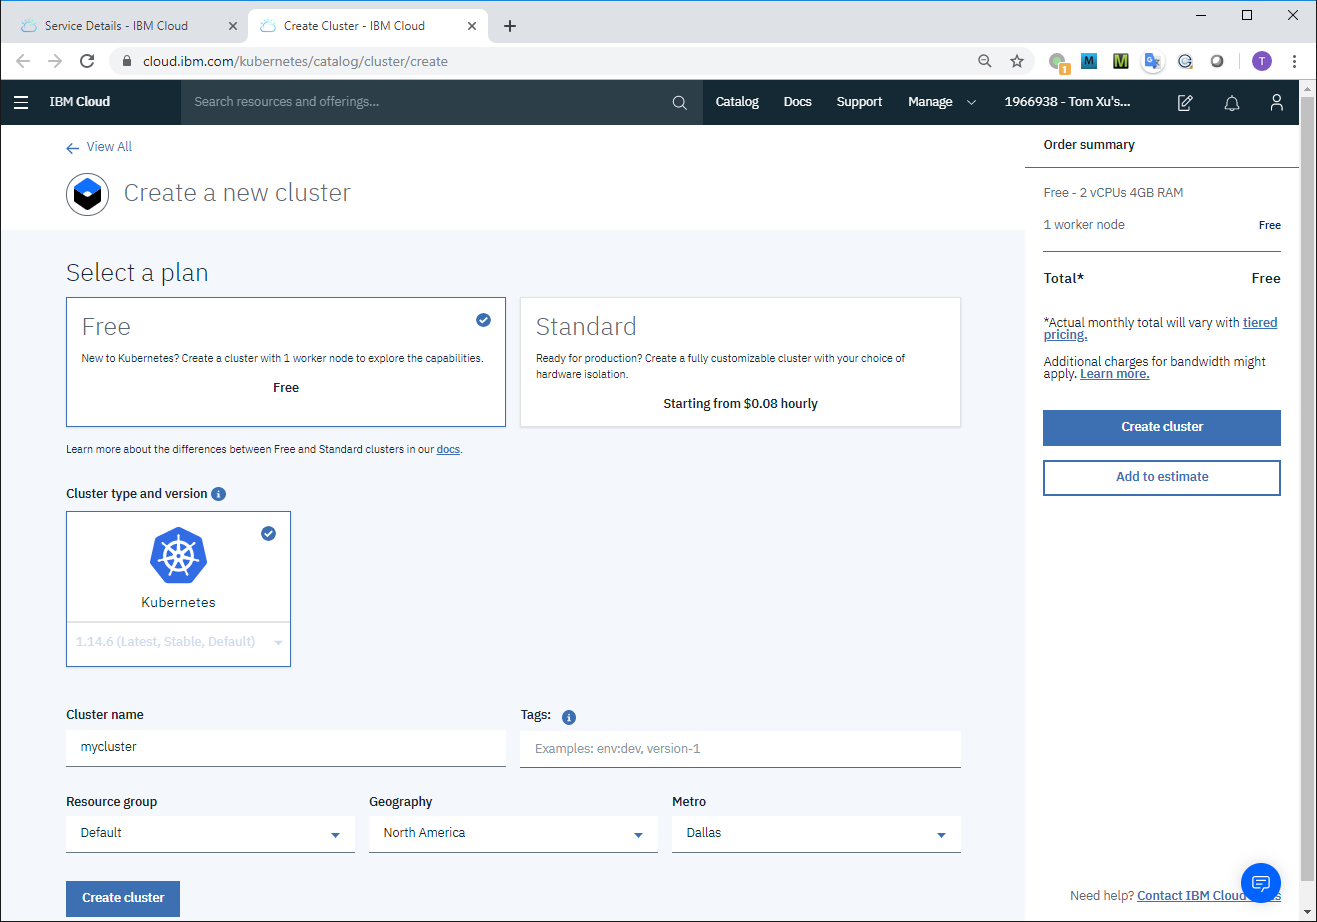 Service Details - IBM Cloud
Create Cluster - IBM Cloud
cloud.ibm.com/kubernetes/catalog/cluster/create
1
M
M
G
T
IBM Cloud
Search resources and offerings...
Catalog
Docs
Support
Manage
1966938 - Tom Xu's...
View All
Create a new cluster
Select a plan
Free
New to Kubernetes? Create a cluster with 1 worker node to explore the capabilities.
Free
Standard
Ready for production? Create a fully customizable cluster with your choice of
hardware isolation.
Starting from $0.08 hourly
Learn more about the differences between Free and Standard clusters in our docs.
Cluster type and version
Kubernetes
1.14.6 (Latest, Stable, Default)
Cluster name
mycluster
Tags:
Examples: env:dev, version-1
Resource group
Default
Geography
North America
Metro
Dallas
Create cluster
Order summary
Free - 2 vCPUs 4GB RAM
1 worker node
Free
Total*
Free
*Actual monthly total will vary with tiered
pricing.
Additional charges for bandwidth might
apply. Learn more.
Create cluster
Add to estimate
Need help? Contact IBM Cloud